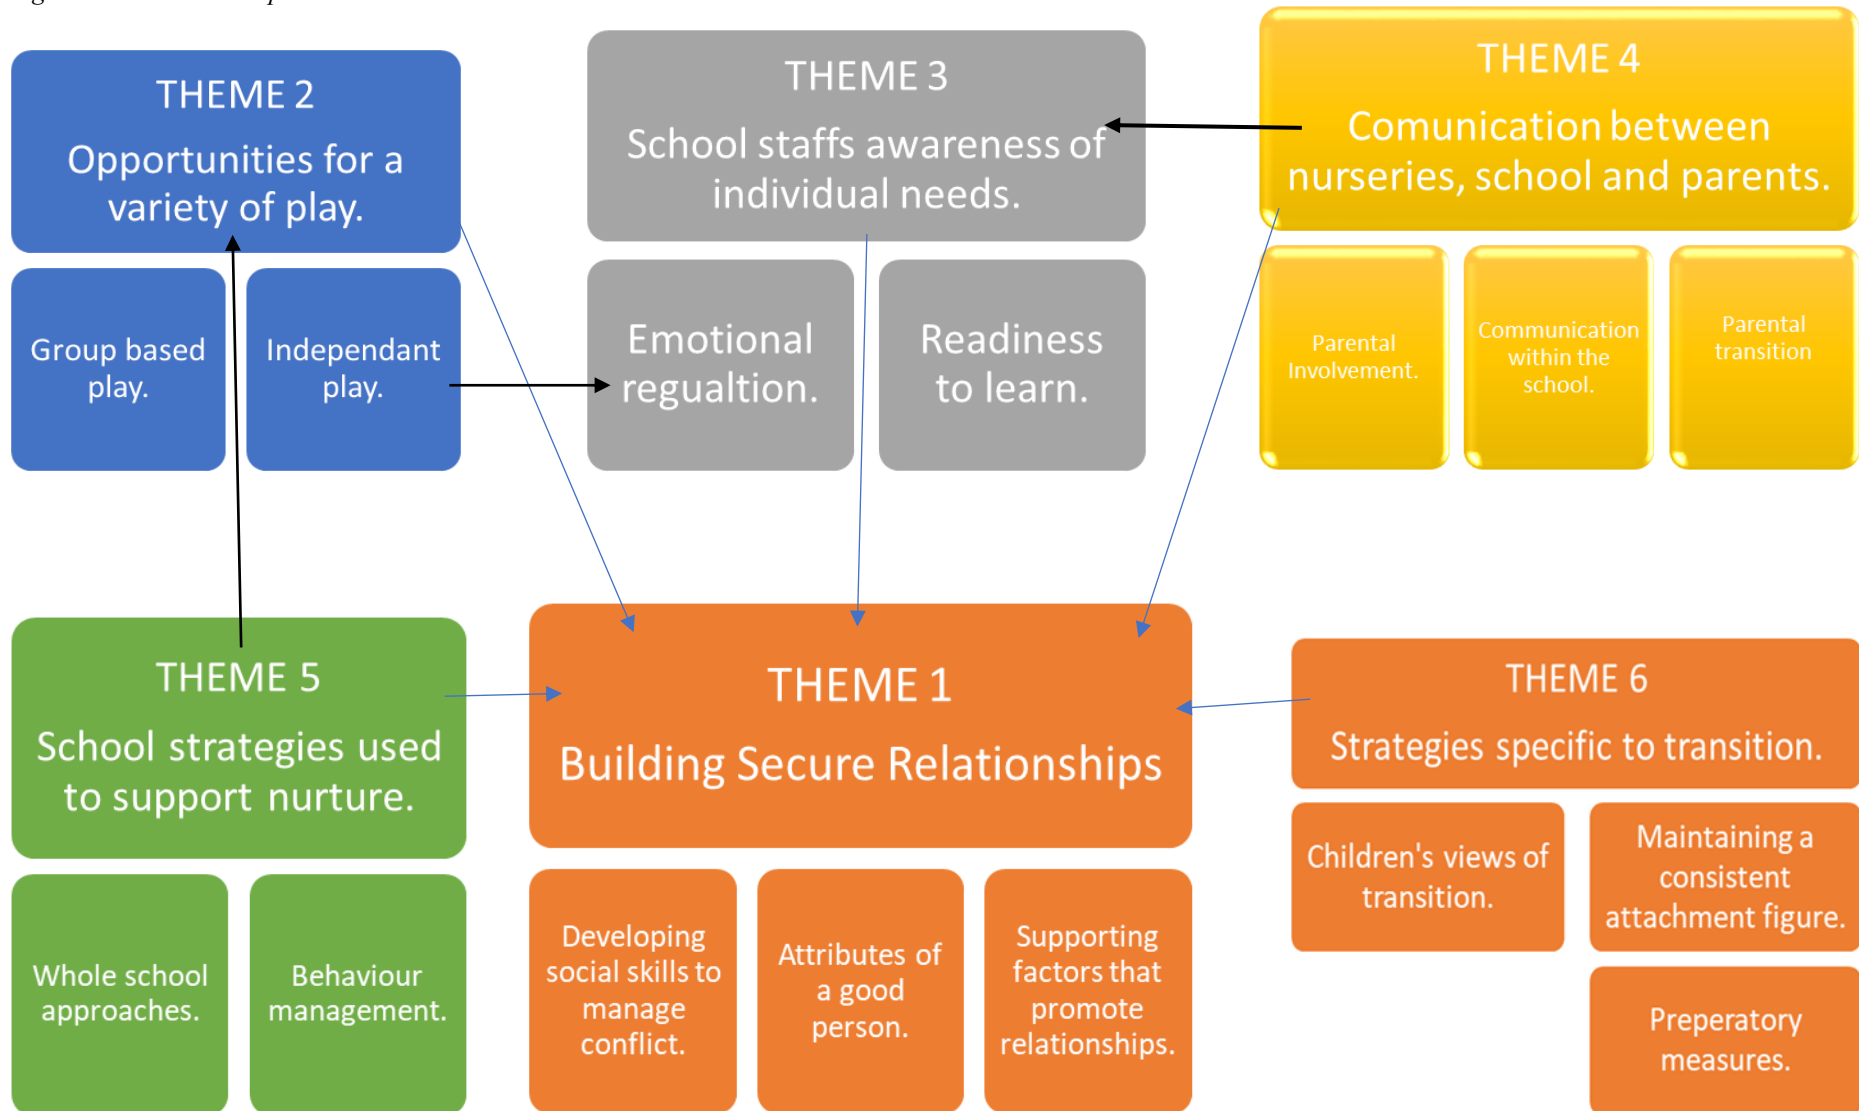 THEME 2
Opportunities for a
variety of play.
Group based
play.
Independant
play.
THEME 3
School staffs awareness of
individual needs.
Emotional
regualtion.
Readiness
to learn.
THEME 4
Comunication between
nurseries, school and parents.
Parental
Involvement.
Communication
within the
school.
Parental
transition
THEME 5
School strategies used
to support nurture.
Whole school
approaches.
Behaviour
management.
THEME 1
Building Secure Relationships
Developing
social skills to
manage
conflict.
Attributes of
a good
person.
Supporting
factors that
promote
relationships.
THEME 6
Strategies specific to transition.
Children's views of
transition.
Maintaining a
consistent
attachment figure.
Preperatory
measures.